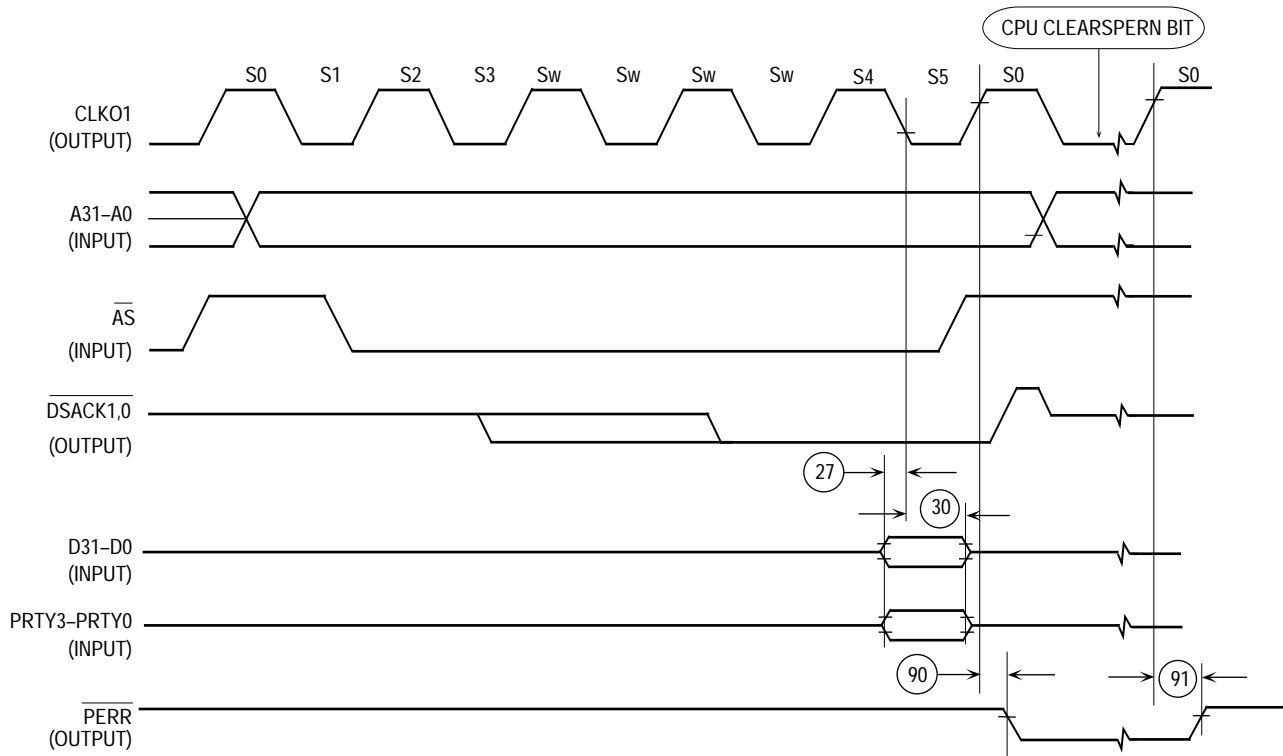 CPU CLEARSPERN BIT
S0 S1 S2 S3 Sw Sw Sw Sw S4 S5 S0 S0
CLKO1
(OUTPUT)
A31–A0
(INPUT)
AS
(INPUT)
DSACK1,0
(OUTPUT)
27
30
D31–D0
(INPUT)
PRTY3–PRTY0
(INPUT)
90
91
PERR
(OUTPUT)